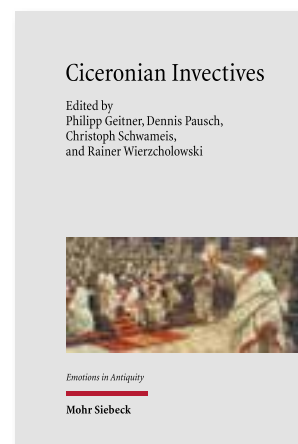 Ciceronian Invectives
Edited by
Philipp Geitner, Dennis Pausch,
Christoph Schwameis,
and Rainer Wierzcholowski
Emotions in Antiquity
Mohr Siebeck